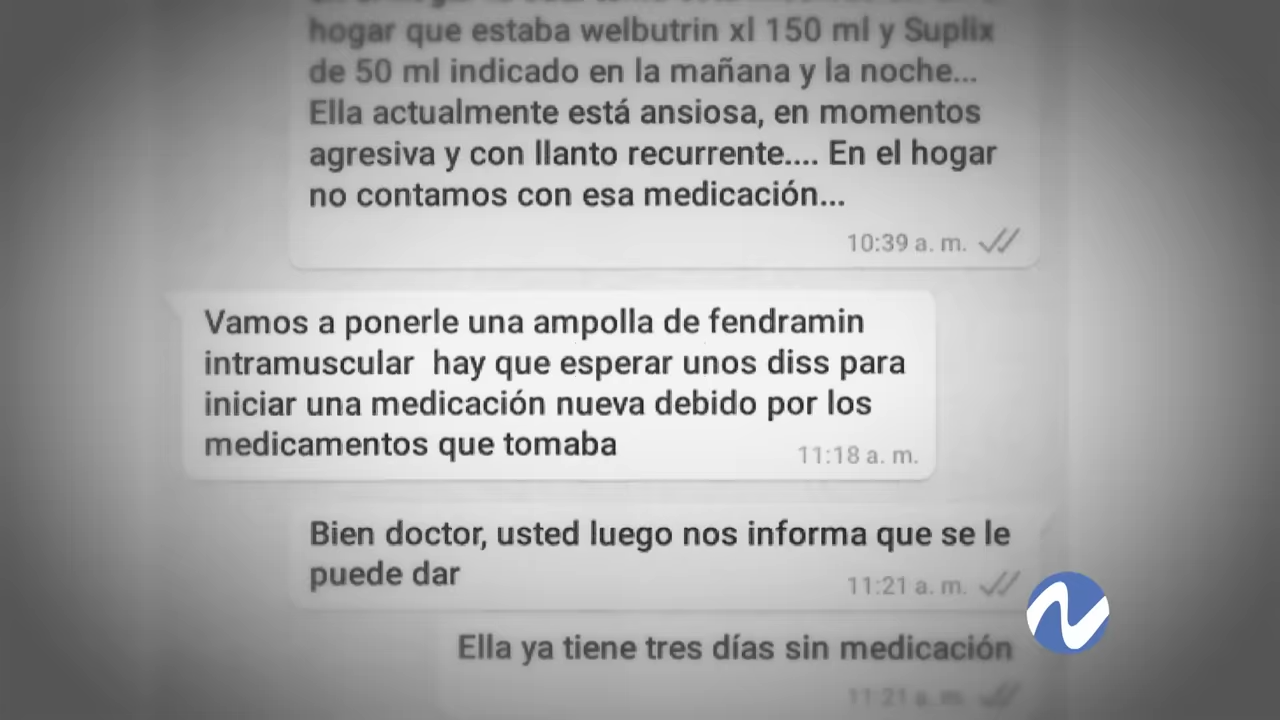 hogar que estaba welbutrin xl 150 ml y Suplix
de 50 ml indicado en la mañana y la noche...
Ella actualmente está ansiosa, en momentos
agresiva y con llanto recurrente.... En el hogar
no contamos con esa medicación...
10:39 a. m.
Vamos a ponerle una ampolla de fendramin
intramuscular hay que esperar unos diss para
iniciar una medicación nueva debido por los
medicamentos que tomaba
11:18 a. m.
Bien doctor, usted luego nos informa que se le
puede dar
11:21 a. m.
Ella ya tiene tres días sin medicación
11:21 a. m.